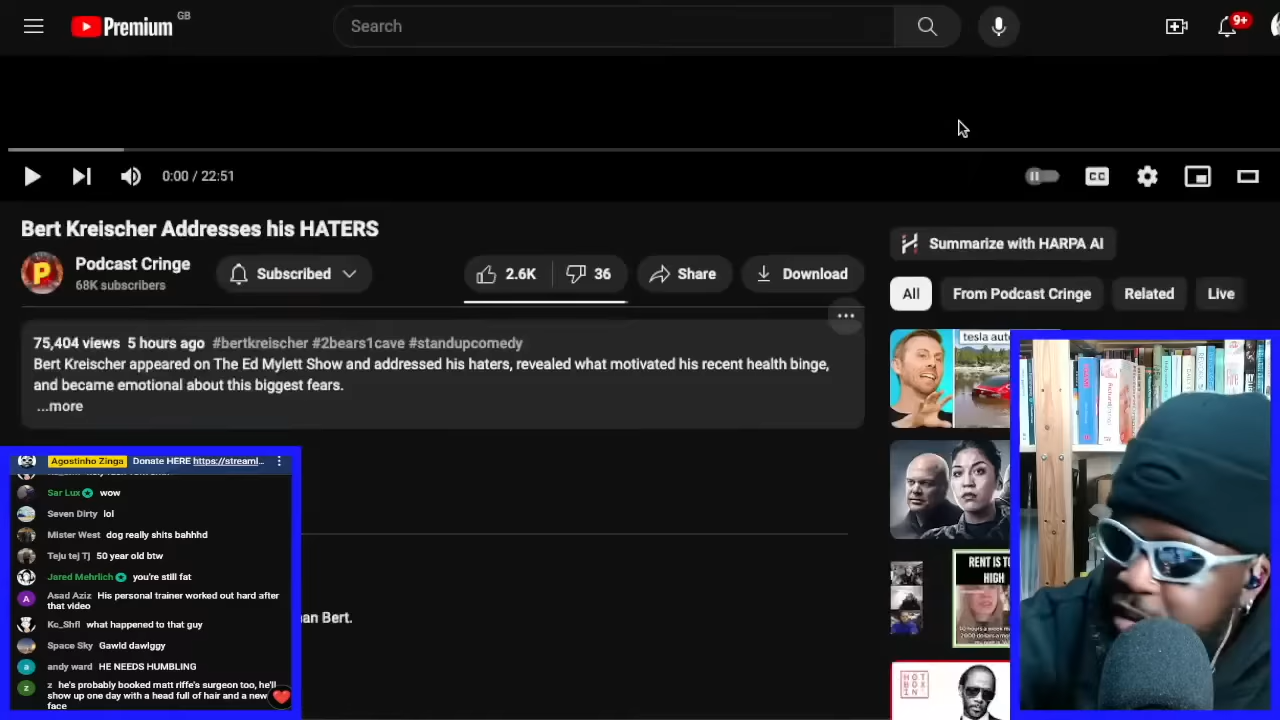 Premium GB
Search
9+
0:00 / 22:51
CC
Bert Kreischer Addresses his HATERS
Podcast Cringe
68K subscribers
Subscribed
2.6K
36
Share
Download
75,404 views 5 hours ago #bertkreischer #2bears1cave #standupcomedy
Bert Kreischer appeared on The Ed Mylett Show and addressed his haters, revealed what motivated his recent health binge,
and became emotional about this biggest fears.
...more
an Bert.
Summarize with HARPA AI
All
From Podcast Cringe
Related
Live
tesla aut
RENT IS T
HIGH
HOT
BOX
IN
Agostinho Zinga Donate HERE https://streaml...
Sar Lux wow
Seven Dirty lol
Mister West dog really shits bahhhd
Teju tej TJ 50 year old btw
Jared Mehrlich you're still fat
A
Asad Aziz His personal trainer worked out hard after
that video
Kc_Shfl what happened to that guy
Space Sky Gawld dawlggy
a
andy ward HE NEEDS HUMBLING
z
z he's probably booked matt riffe's surgeon too, he'll
show up one day with a head full of hair and a new
face